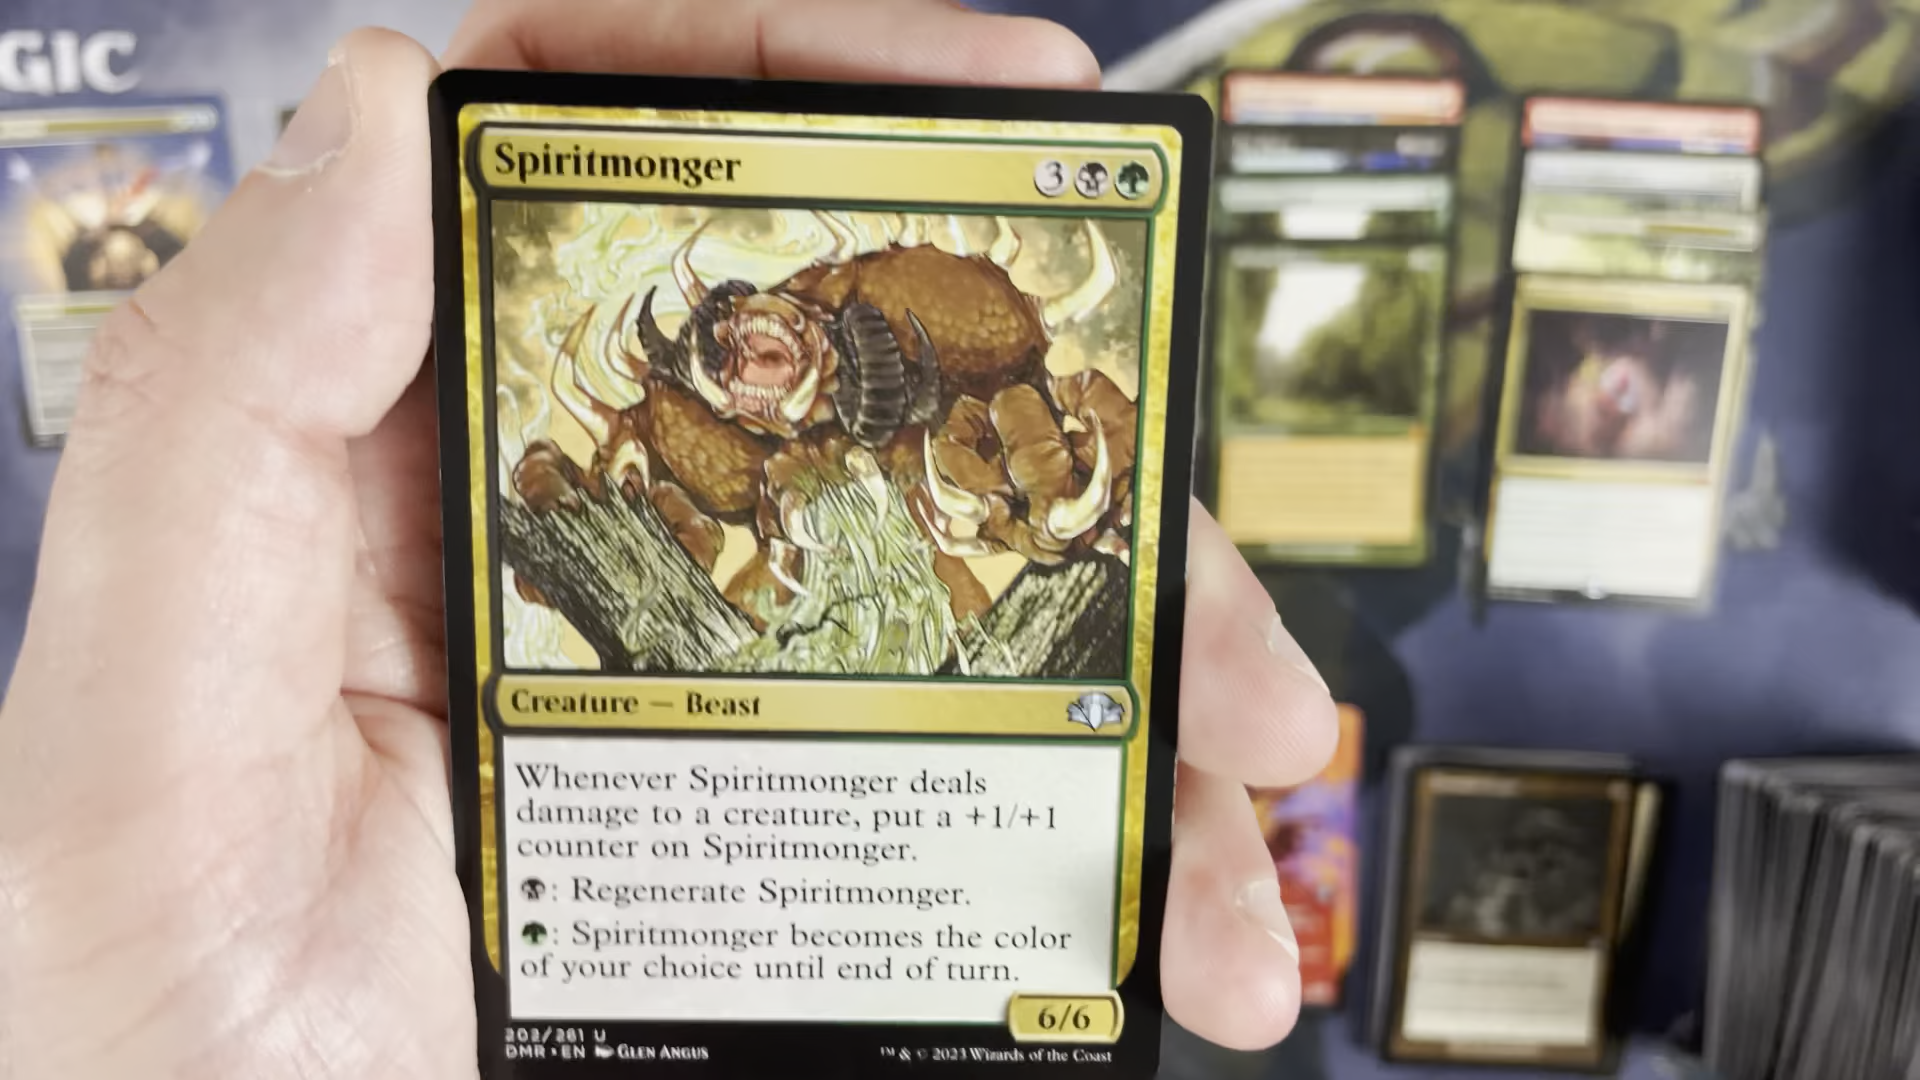 GIC
Spiritmonger
3
Creature — Beast
Whenever Spiritmonger deals
damage to a creature, put a +1/+1
counter on Spiritmonger.
: Regenerate Spiritmonger.
: Spiritmonger becomes the color
of your choice until end of turn.
6/6
202/261 U
DMR • EN GLEN ANGUS
™ & © 2023 Wizards of the Coast